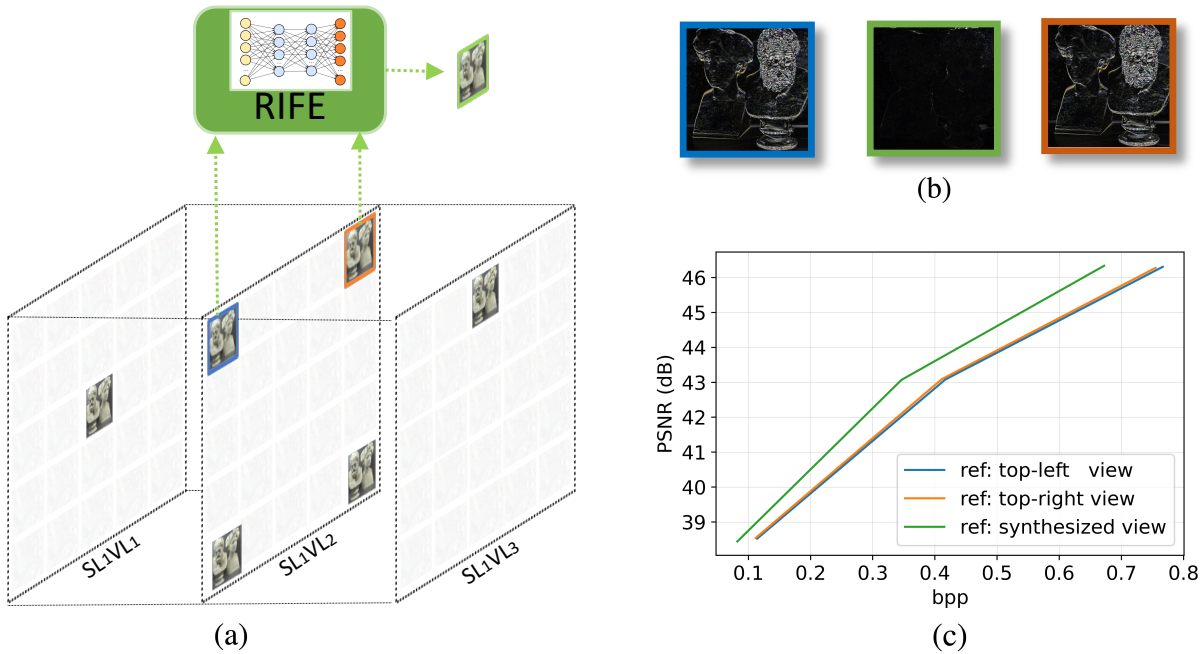 RIFE
SL1VL1
SL1VL2
SL1VL3
(a)
(b)
PSNR (dB)
46
45
44
43
42
41
40
39
ref: top-left view
ref: top-right view
ref: synthesized view
0.1 0.2 0.3 0.4 0.5 0.6 0.7 0.8
bpp
(c)